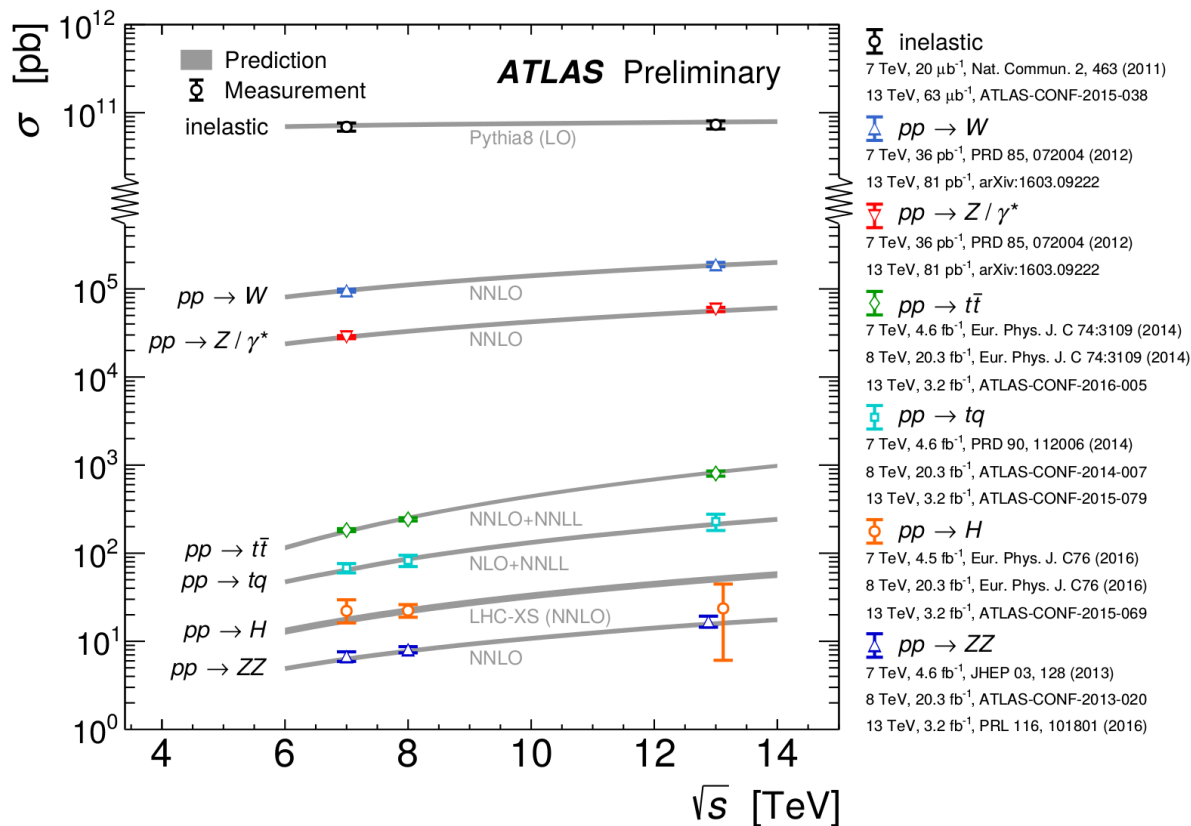 10¹²
σ [pb]
Prediction
Measurement
ATLAS Preliminary
10¹¹
inelastic
Pythia8 (LO)
10⁵
pp → W
NNLO
pp → Z / γ*
NNLO
10⁴
10³
NNLO+NNLL
pp → tt̄
10²
NLO+NNLL
pp → tq
LHC-XS (NNLO)
pp → H
10¹
NNLO
pp → ZZ
10⁰
4 6 8 10 12 14
√s [TeV]
inelastic
7 TeV, 20 μb⁻¹, Nat. Commun. 2, 463 (2011)
13 TeV, 63 μb⁻¹, ATLAS-CONF-2015-038
pp → W
7 TeV, 36 pb⁻¹, PRD 85, 072004 (2012)
13 TeV, 81 pb⁻¹, arXiv:1603.09222
pp → Z / γ*
7 TeV, 36 pb⁻¹, PRD 85, 072004 (2012)
13 TeV, 81 pb⁻¹, arXiv:1603.09222
pp → tt̄
7 TeV, 4.6 fb⁻¹, Eur. Phys. J. C 74:3109 (2014)
8 TeV, 20.3 fb⁻¹, Eur. Phys. J. C 74:3109 (2014)
13 TeV, 3.2 fb⁻¹, ATLAS-CONF-2016-005
pp → tq
7 TeV, 4.6 fb⁻¹, PRD 90, 112006 (2014)
8 TeV, 20.3 fb⁻¹, ATLAS-CONF-2014-007
13 TeV, 3.2 fb⁻¹, ATLAS-CONF-2015-079
pp → H
7 TeV, 4.5 fb⁻¹, Eur. Phys. J. C76 (2016)
8 TeV, 20.3 fb⁻¹, Eur. Phys. J. C76 (2016)
13 TeV, 3.2 fb⁻¹, ATLAS-CONF-2015-069
pp → ZZ
7 TeV, 4.6 fb⁻¹, JHEP 03, 128 (2013)
8 TeV, 20.3 fb⁻¹, ATLAS-CONF-2013-020
13 TeV, 3.2 fb⁻¹, PRL 116, 101801 (2016)